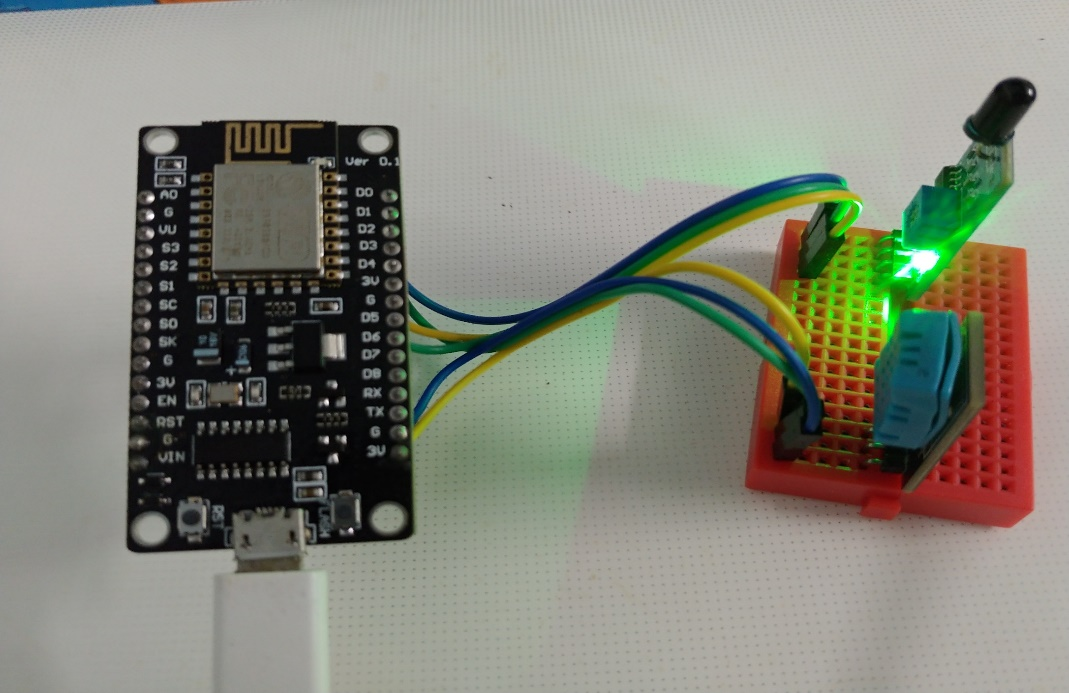 Ver 0.1
A0
G
VU
S3
S2
S1
SC
S0
SK
G
3V
EN
RST
G
VIN
D0
D1
D2
D3
D4
3V
G
D5
D6
D7
D8
RX
TX
G
3V
RST
FLASH